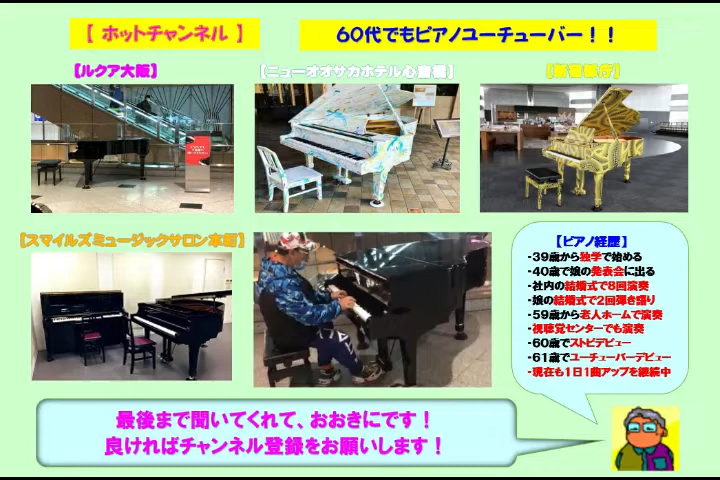 【 ホットチャンネル 】
60代でもピアノユーチューバー！！
【ルクア大阪】
【ニューオオサカホテル心斎橋】
【新宿都庁】
【スマイルズミュージックサロン本町】
【ピアノ経歴】
・39歳から独学で始める
・40歳で娘の発表会に出る
・社内の結婚式で8回演奏
・娘の結婚式で2回弾き語り
・59歳から老人ホームで演奏
・視聴覚センターでも演奏
・60歳でストピデビュー
・61歳でユーチューバーデビュー
・現在も1日1曲アップを継続中
最後まで聞いてくれて、おおきにです！
良ければチャンネル登録をお願いします！